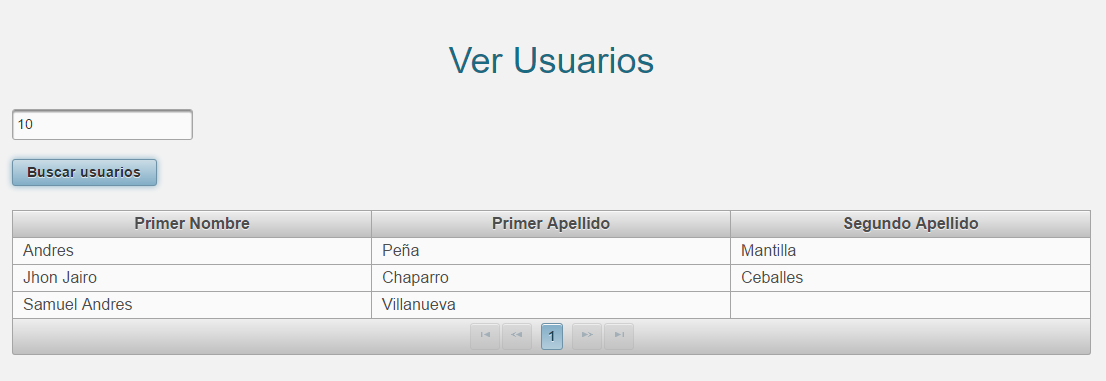 Ver Usuarios
10
Buscar usuarios
Primer Nombre Primer Apellido Segundo Apellido
Andres Peña Mantilla
Jhon Jairo Chaparro Ceballes
Samuel Andres Villanueva
1